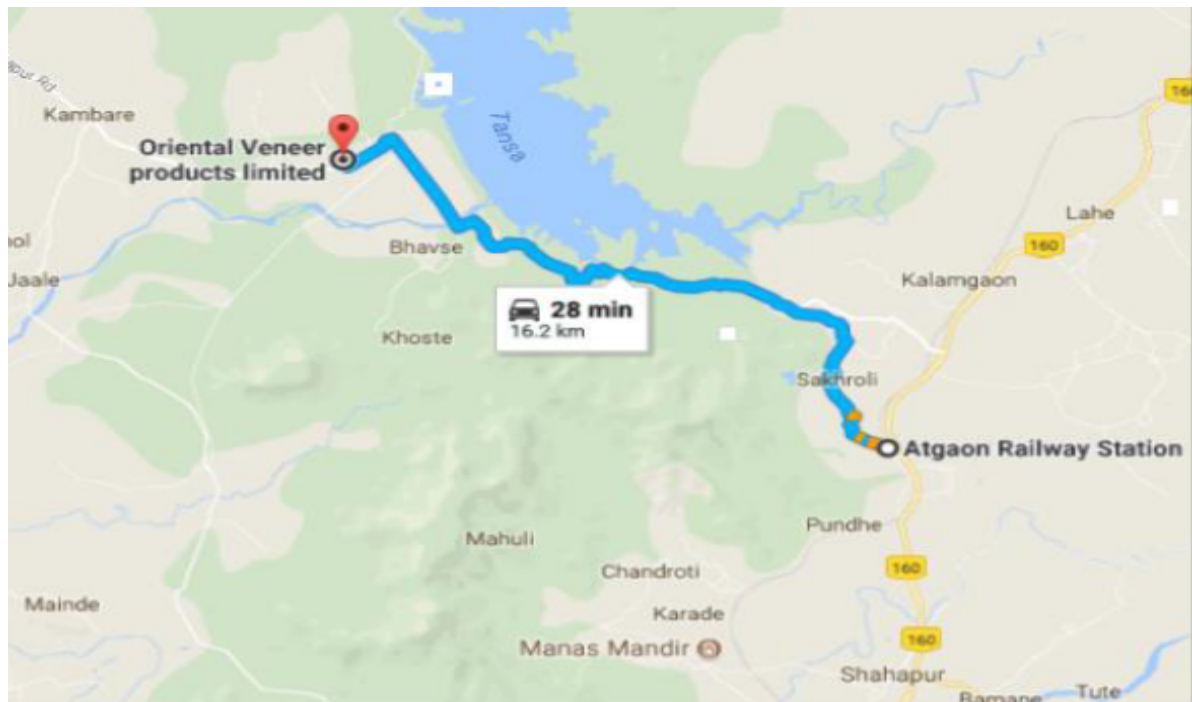 160
Kambare
Oriental Veneer
products limited
Tansa
Lahe
160
Bhavse
Jaale
Kalamgaon
28 min
16.2 km
Khoste
Sakhroli
Atgaon Railway Station
Pundhe
Mahuli
160
Chandroti
Mainde
Karade
160
Manas Mandir
Shahapur
Bamane
Tute